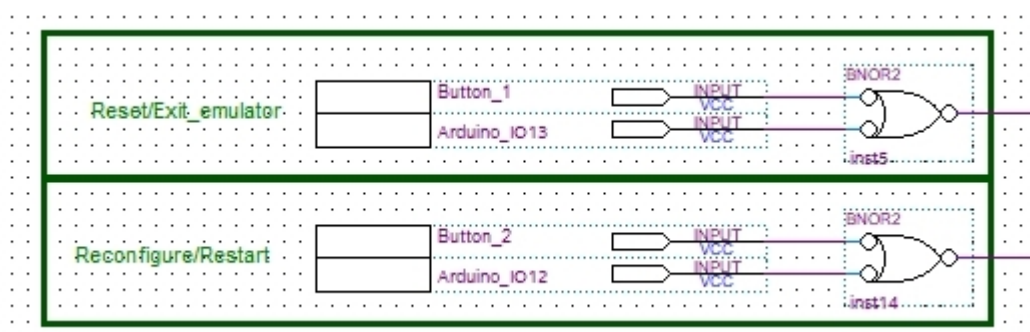 BNOR2
Button_1 INPUT
VCC
Reset/Exit_emulator
Arduino_IO13 INPUT
VCC
inst5
BNOR2
Button_2 INPUT
VCC
Reconfigure/Restart
Arduino_IO12 INPUT
VCC
inst14